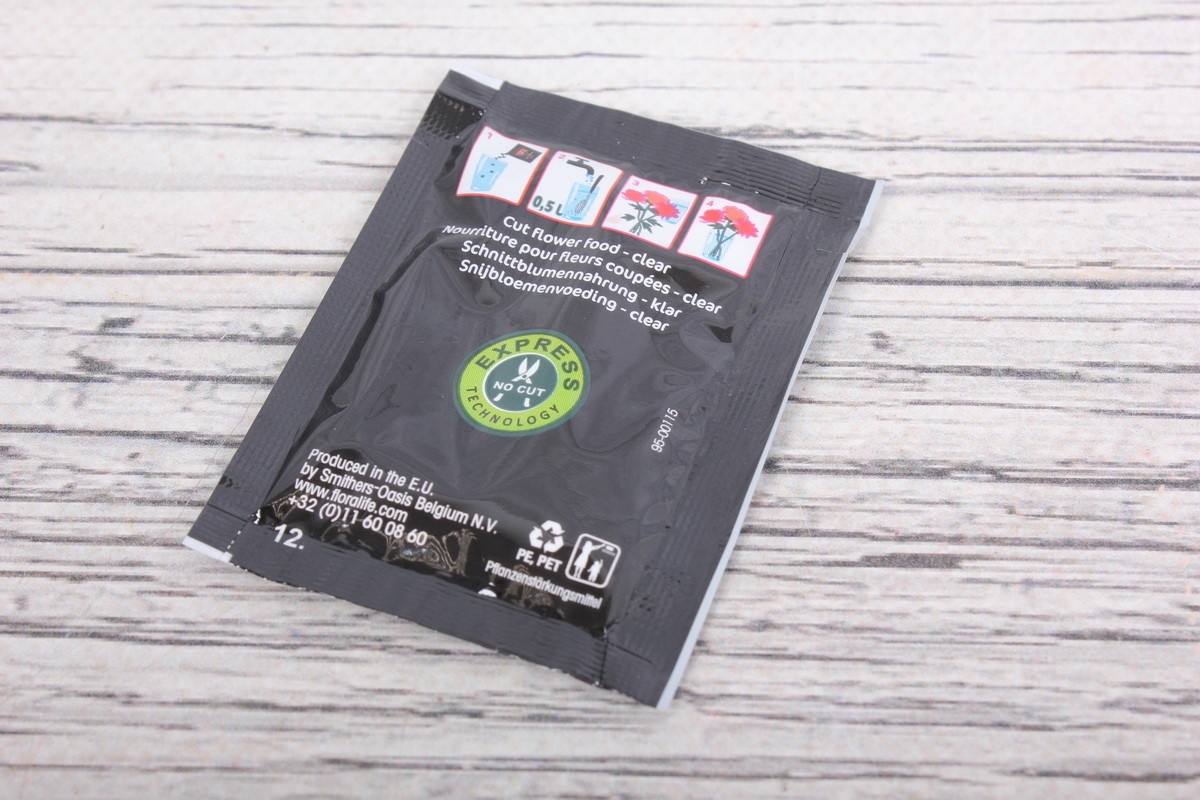 1
2
3
4
0,5 L
Cut flower food - clear
Nourriture pour fleurs coupées - clear
Schnittblumennahrung - klar
Snijbloemenvoeding - clear
EXPRESS
NO CUT
TECHNOLOGY
95-00115
Produced in the E.U.
by Smithers-Oasis Belgium N.V.
www.floralife.com
+32 (0)11 60 08 60
12.
PE, PET
Pflanzenstärkungsmittel